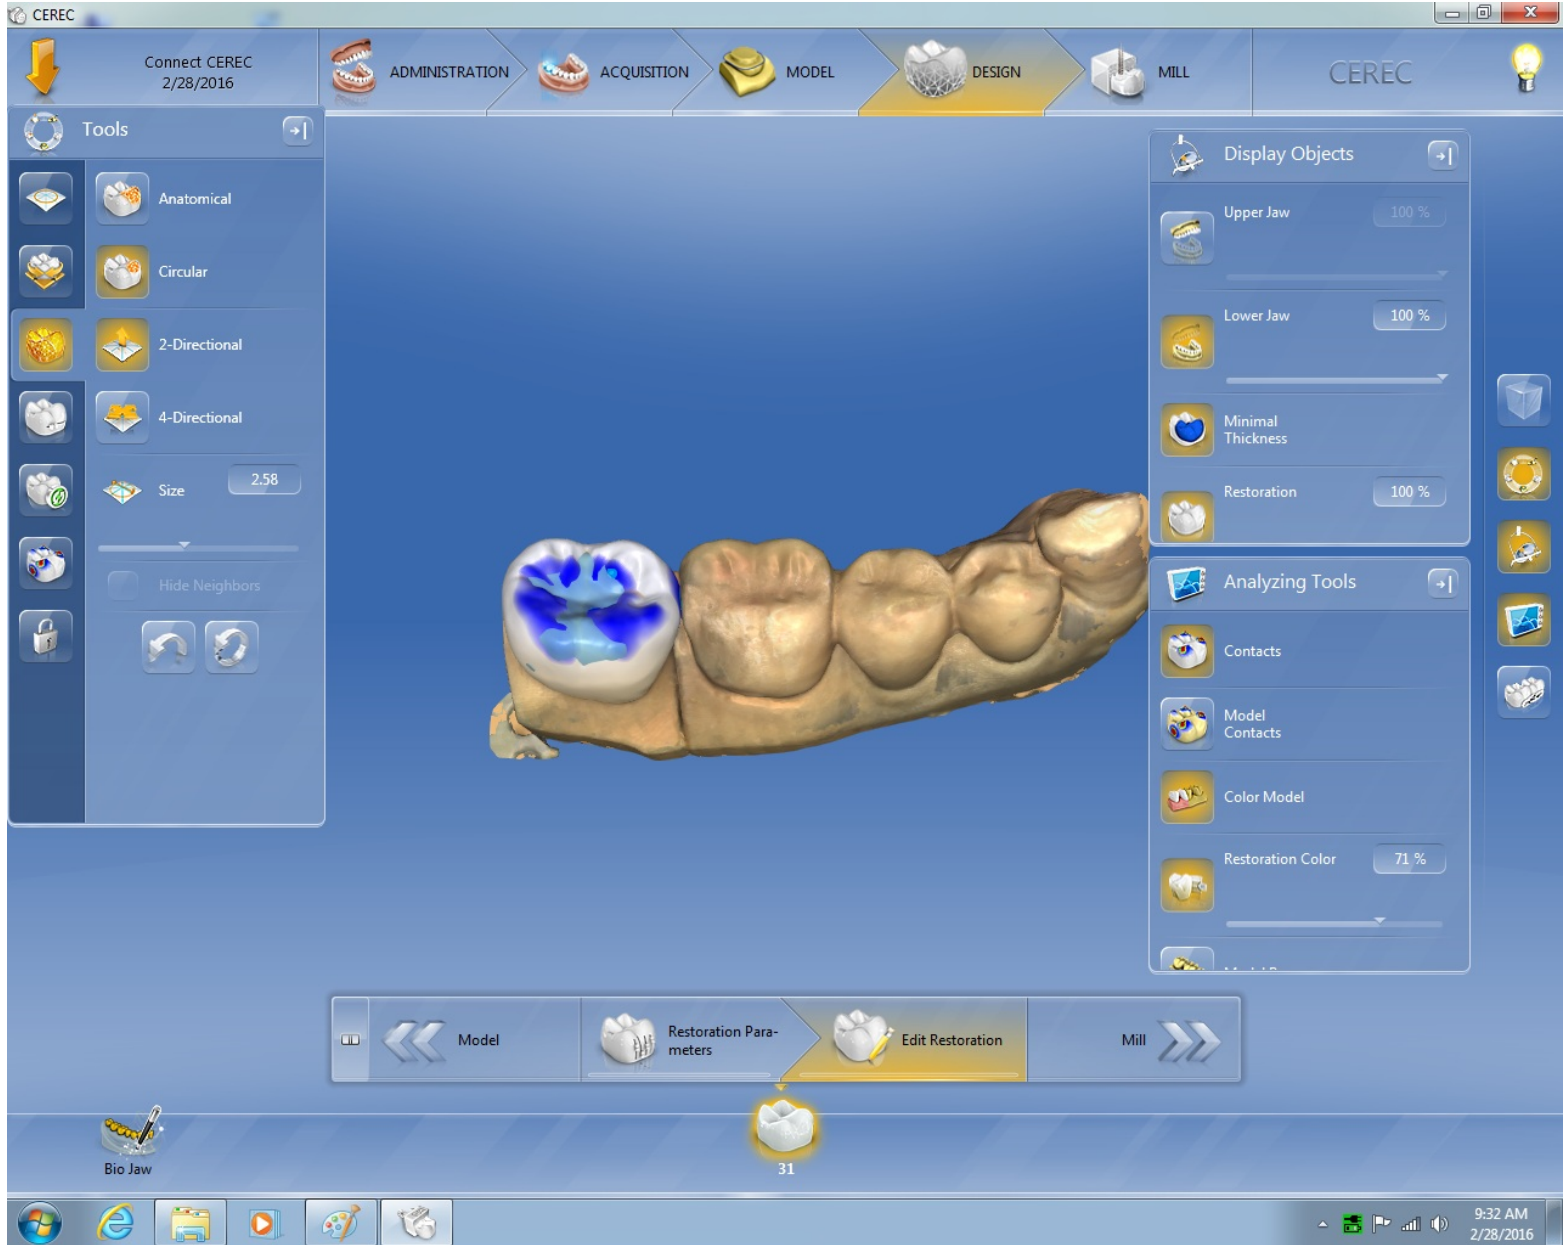 CEREC
Connect CEREC
2/28/2016
ADMINISTRATION
ACQUISITION
MODEL
DESIGN
MILL
CEREC
Tools
Anatomical
Circular
2-Directional
4-Directional
Size
2.58
Hide Neighbors
Display Objects
Upper Jaw
100 %
Lower Jaw
100 %
Minimal
Thickness
Restoration
100 %
Analyzing Tools
Contacts
Model
Contacts
Color Model
Restoration Color
71 %
Model
Restoration Para-
meters
Edit Restoration
Mill
Bio Jaw
31
9:32 AM
2/28/2016